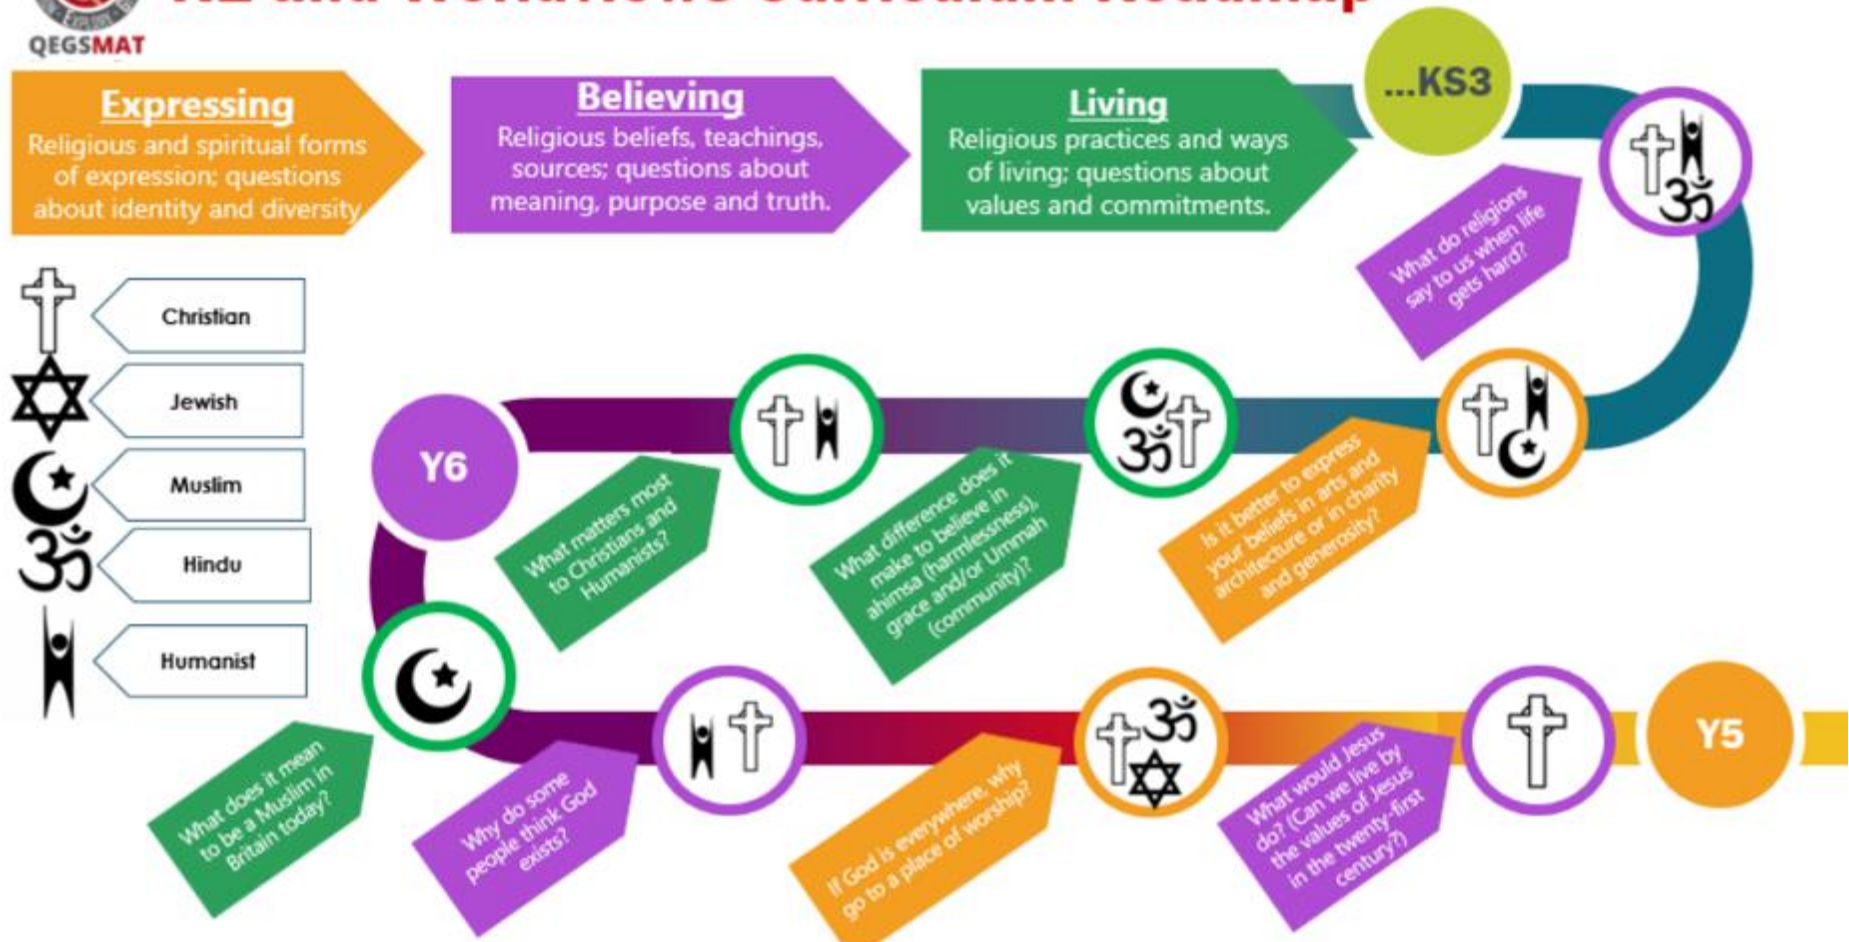 RE and Worldviews Curriculum Roadmap
QEGSMAT
Expressing
Religious and spiritual forms
of expression; questions
about identity and diversity
Believing
Religious beliefs, teachings,
sources; questions about
meaning, purpose and truth.
Living
Religious practices and ways
of living; questions about
values and commitments.
...KS3
What do religions
say to us when life
gets hard?
Christian
Jewish
Muslim
Hindu
Humanist
Y6
What matters most
to Christians and
Humanists?
What difference does it
make to believe in
ahimsa (harmlessness),
grace and/or Ummah
(community)?
Is it better to express
your beliefs in arts and
architecture or in charity
and generosity?
What does it mean
to be a Muslim in
Britain today?
Why do some
people think God
exists?
If God is everywhere, why
go to a place of worship?
What would Jesus
do? (Can we live by
the values of Jesus
in the twenty-first
century?)
Y5